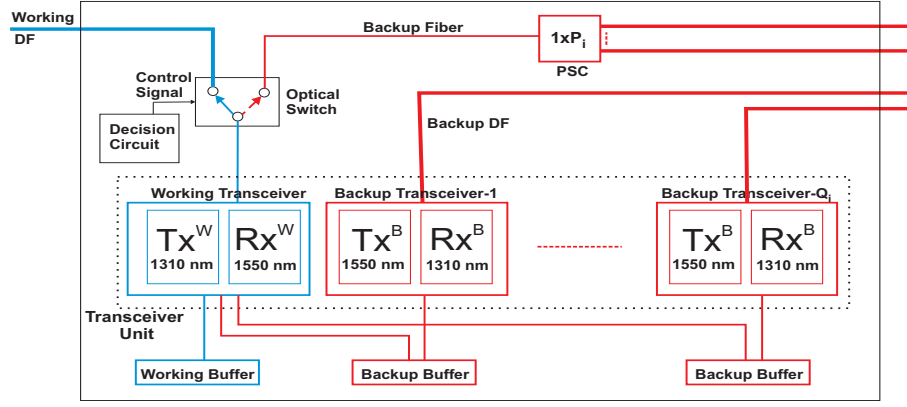 Working
DF
Backup Fiber
1xPi
PSC
Control
Signal
Optical
Switch
Decision
Circuit
Backup DF
Working Transceiver
Backup Transceiver-1
Backup Transceiver-Qi
TxW
1310 nm
RxW
1550 nm
TxB
1550 nm
RxB
1310 nm
TxB
1550 nm
RxB
1310 nm
Transceiver
Unit
Working Buffer
Backup Buffer
Backup Buffer